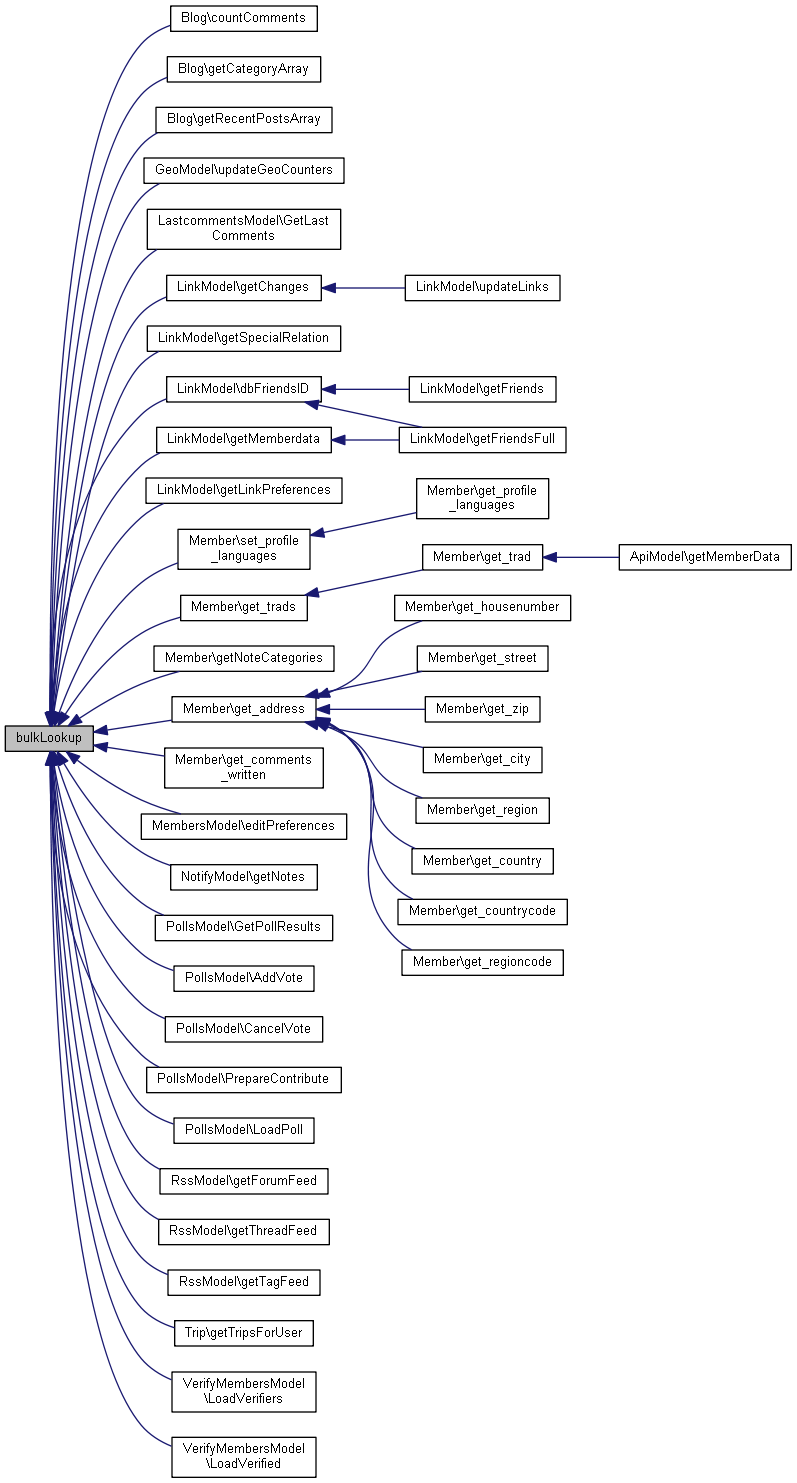 Blog\countComments
Blog\getCategoryArray
Blog\getRecentPostsArray
GeoModel\updateGeoCounters
LastcommentsModel\GetLast
Comments
LinkModel\getChanges
LinkModel\updateLinks
LinkModel\getSpecialRelation
LinkModel\dbFriendsID
LinkModel\getFriends
LinkModel\getMemberdata
LinkModel\getFriendsFull
LinkModel\getLinkPreferences
Member\get_profile
_languages
Member\set_profile
_languages
Member\get_trad
ApiModel\getMemberData
Member\get_trads
Member\get_housenumber
Member\getNoteCategories
Member\get_street
Member\get_address
Member\get_zip
bulkLookup
Member\get_comments
_written
Member\get_city
Member\get_region
MembersModel\editPreferences
Member\get_country
NotifyModel\getNotes
Member\get_countrycode
PollsModel\GetPollResults
Member\get_regioncode
PollsModel\AddVote
PollsModel\CancelVote
PollsModel\PrepareContribute
PollsModel\LoadPoll
RssModel\getForumFeed
RssModel\getThreadFeed
RssModel\getTagFeed
Trip\getTripsForUser
VerifyMembersModel
\LoadVerifiers
VerifyMembersModel
\LoadVerified